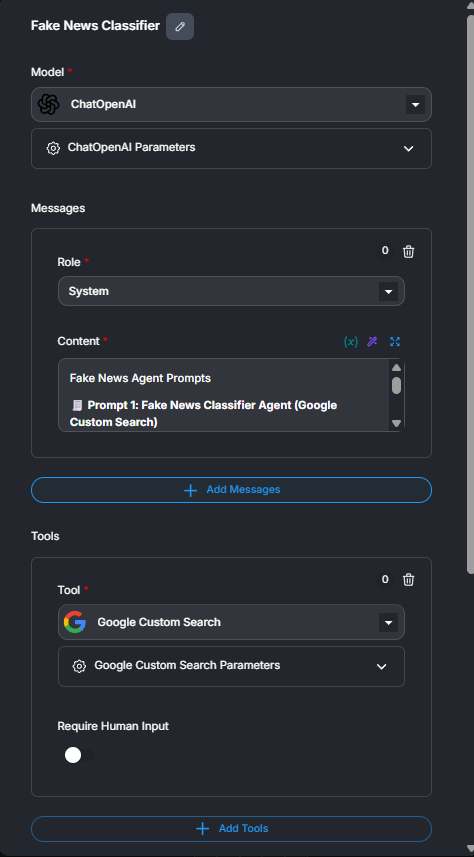 Fake News Classifier
Model *
ChatOpenAI
ChatOpenAI Parameters
Messages
0
Role *
System
Content *
(x)
Fake News Agent Prompts
🧾 Prompt 1: Fake News Classifier Agent (Google
Custom Search)
Add Messages
Tools
0
Tool *
Google Custom Search
Google Custom Search Parameters
Require Human Input
Add Tools